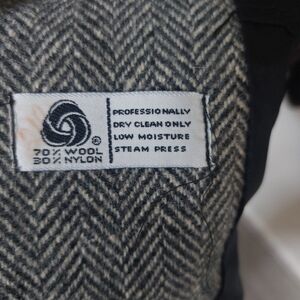 70% WOOL
30% NYLON
®
PROFESSIONALLY
DRY CLEAN ONLY
LOW MOISTURE
STEAM PRESS